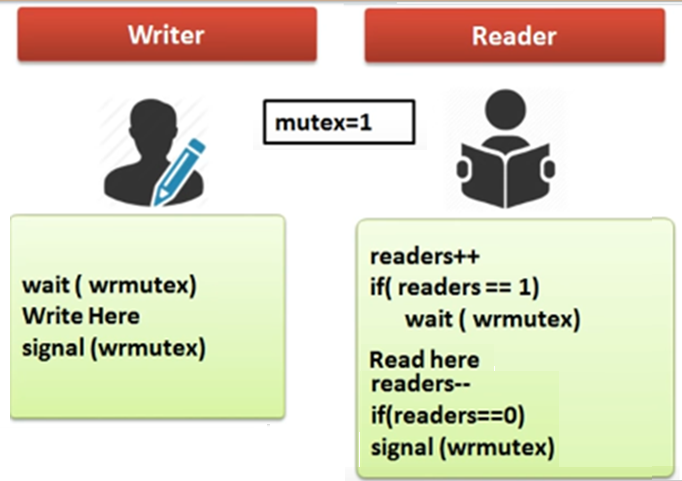 Writer
Reader
mutex=1
wait ( wrmutex)
Write Here
signal (wrmutex)
readers++
if( readers == 1)
wait ( wrmutex)
Read here
readers--
if(readers==0)
signal (wrmutex)